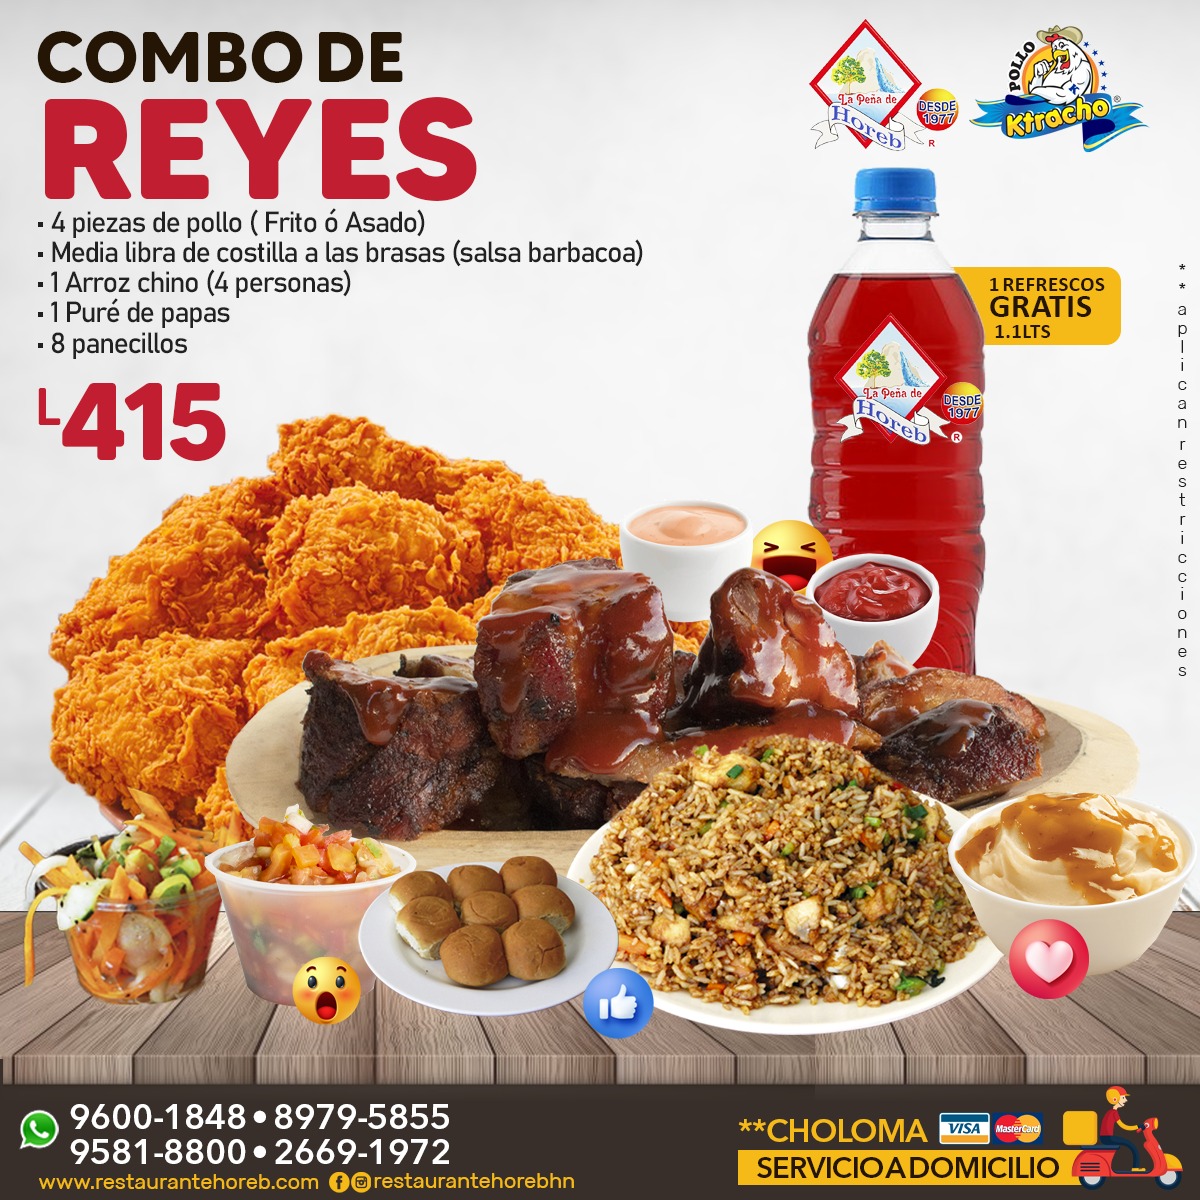 COMBO DE
REYES
· 4 piezas de pollo ( Frito ó Asado)
· Media libra de costilla a las brasas (salsa barbacoa)
· 1 Arroz chino (4 personas)
· 1 Puré de papas
· 8 panecillos
L415
La Peña de
Horeb
DESDE
1977
®
POLLO
Ktracho
®
1 REFRESCOS
GRATIS
1.1LTS
La Peña de
Horeb
DESDE
1977
®
**aplican restricciones
9600-1848 • 8979-5855
9581-8800 • 2669-1972
www.restaurantehoreb.com f @restaurantehorebhn
**CHOLOMA VISA MasterCard
SERVICIO A DOMICILIO